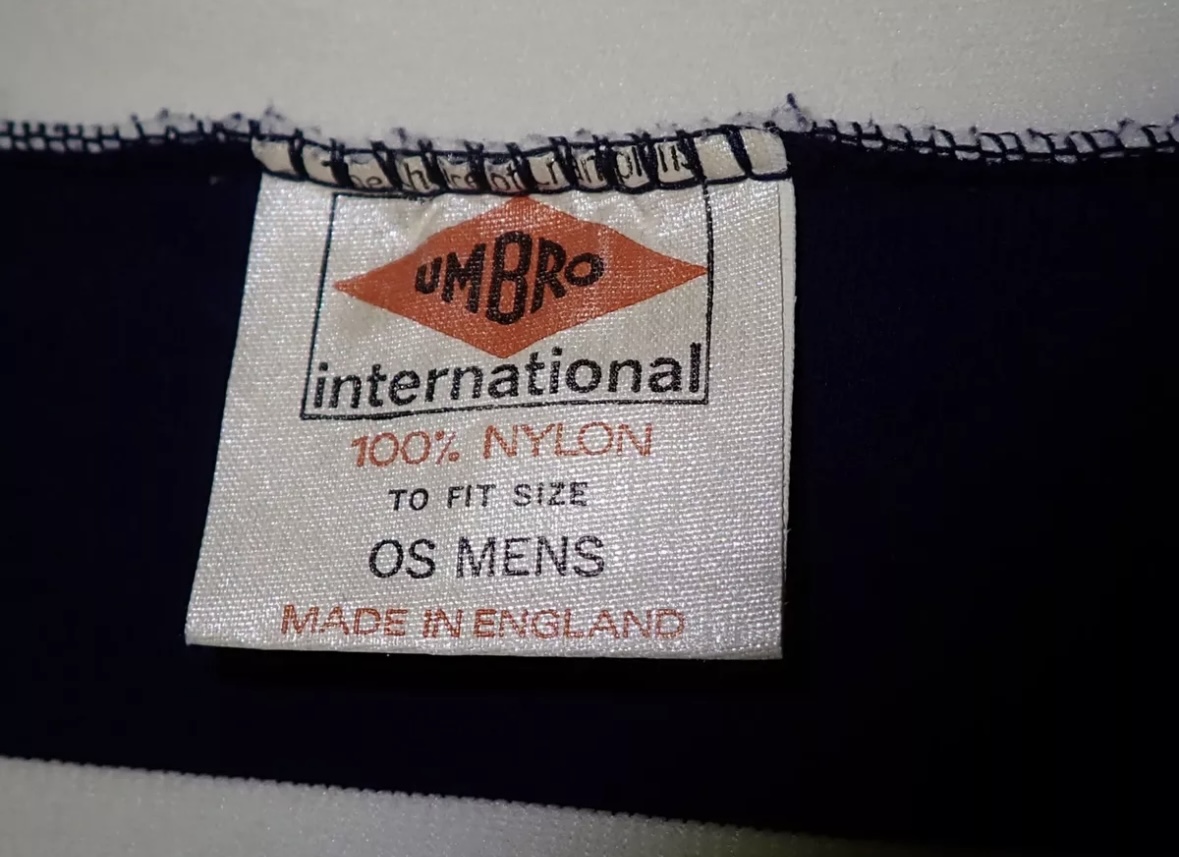 UMBRO
international
100% NYLON
TO FIT SIZE
OS MENS
MADE IN ENGLAND